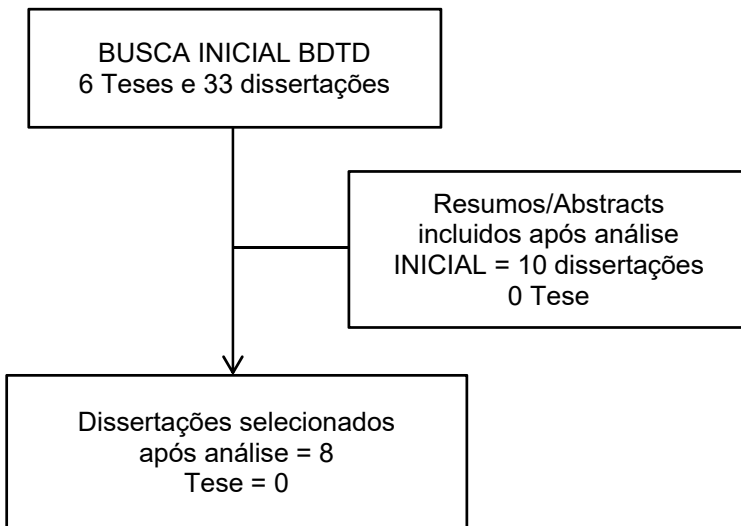 BUSCA INICIAL BDTD
6 Teses e 33 dissertações
Resumos/Abstracts
incluidos após análise
INICIAL = 10 dissertações
0 Tese
Dissertações selecionados
após análise = 8
Tese = 0